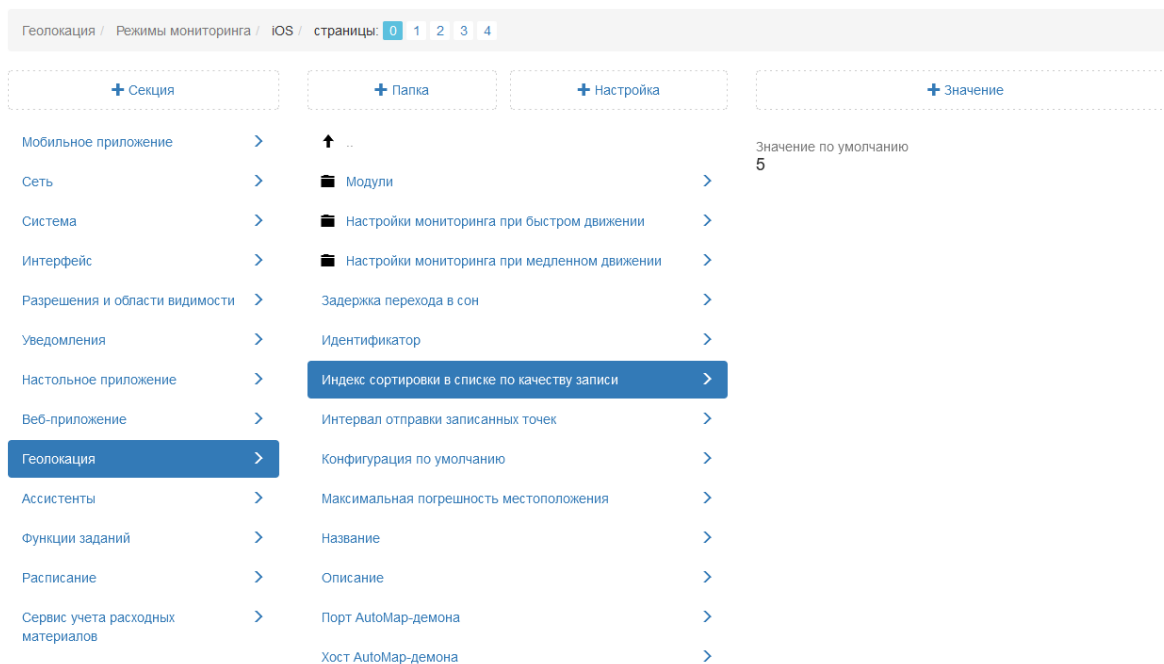 Геолокация / Режимы мониторинга / iOS / страницы: 0 1 2 3 4
+ Секция
Мобильное приложение
Сеть
Система
Интерфейс
Разрешения и области видимости
Уведомления
Настольное приложение
Веб-приложение
Геолокация
Ассистенты
Функции заданий
Расписание
Сервис учета расходных
материалов
+ Папка
+ Настройка
..
Модули
Настройки мониторинга при быстром движении
Настройки мониторинга при медленном движении
Задержка перехода в сон
Идентификатор
Индекс сортировки в списке по качеству записи
Интервал отправки записанных точек
Конфигурация по умолчанию
Максимальная погрешность местоположения
Название
Описание
Порт AutoMap-демона
Хост AutoMap-демона
+ Значение
Значение по умолчанию
5